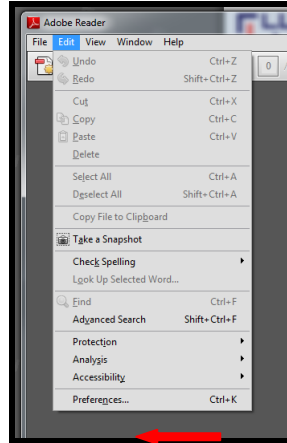 Adobe Reader
File Edit View Window Help
0
Undo Ctrl+Z
Redo Shift+Ctrl+Z
Cut Ctrl+X
Copy Ctrl+C
Paste Ctrl+V
Delete
Select All Ctrl+A
Deselect All Shift+Ctrl+A
Copy File to Clipboard
Take a Snapshot
Check Spelling
Look Up Selected Word...
Find Ctrl+F
Advanced Search Shift+Ctrl+F
Protection
Analysis
Accessibility
Preferences... Ctrl+K